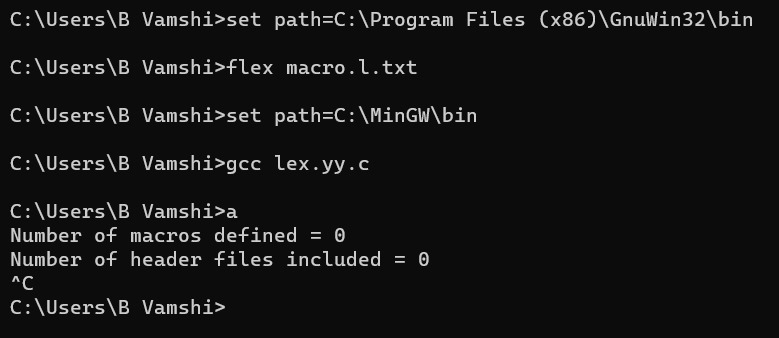 C:\Users\B Vamshi>set path=C:\Program Files (x86)\GnuWin32\bin
C:\Users\B Vamshi>flex macro.l.txt
C:\Users\B Vamshi>set path=C:\MinGW\bin
C:\Users\B Vamshi>gcc lex.yy.c
C:\Users\B Vamshi>a
Number of macros defined = 0
Number of header files included = 0
^C
C:\Users\B Vamshi>